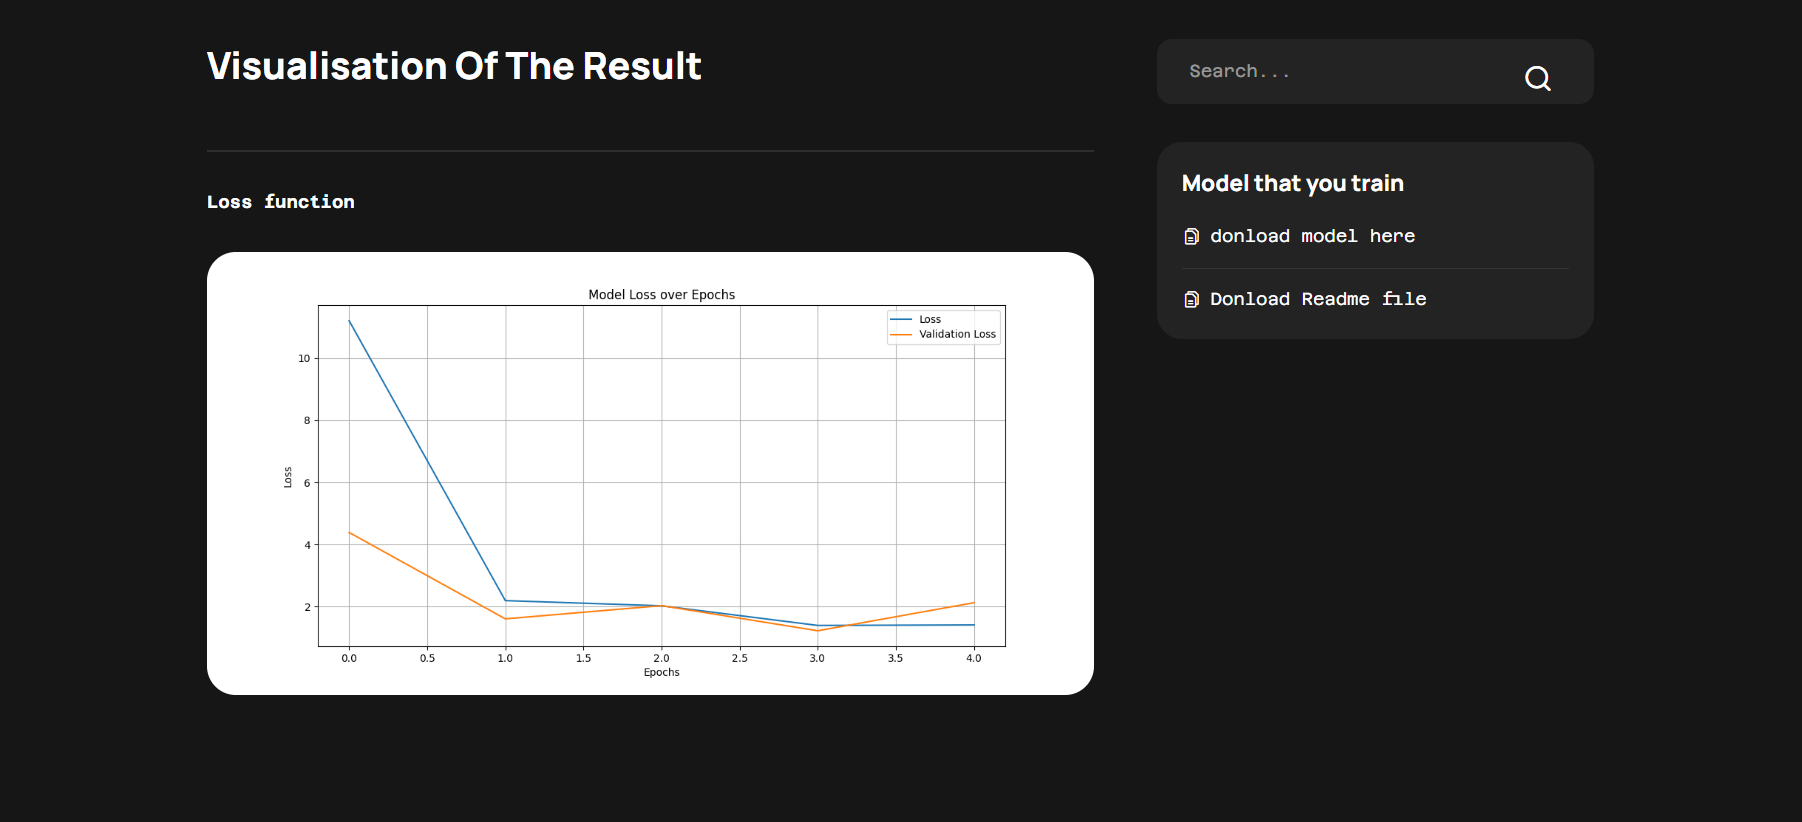 Visualisation Of The Result
Search...
Loss function
Model that you train
donload model here
Donload Readme file
Model Loss over Epochs
Loss
Validation Loss
10
8
6
4
2
Loss
0.0 0.5 1.0 1.5 2.0 2.5 3.0 3.5 4.0
Epochs